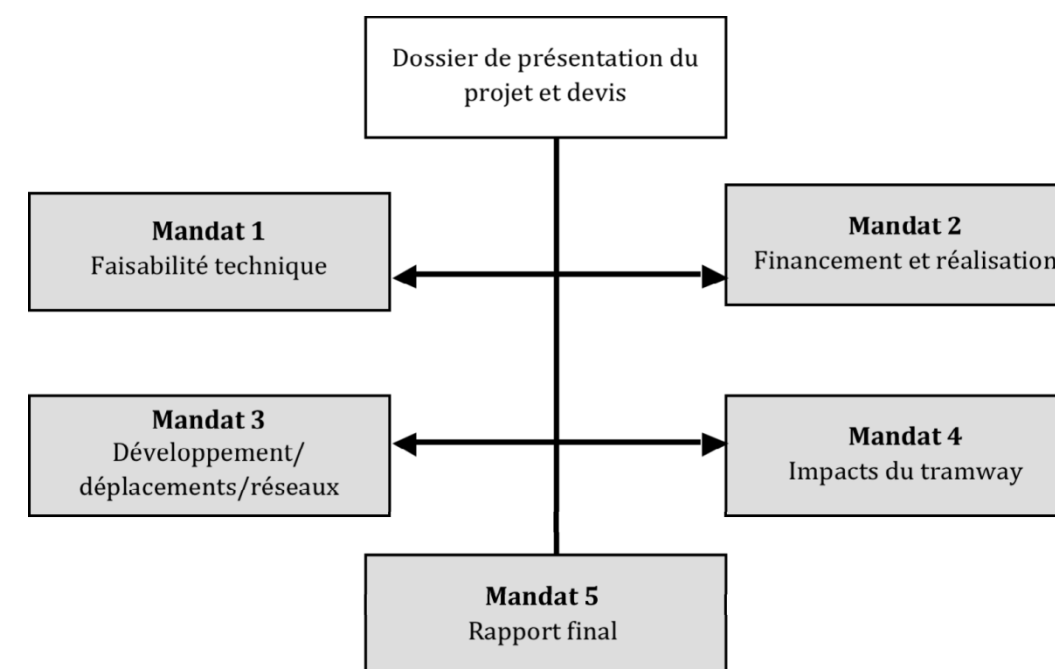 Dossier de présentation du
projet et devis
Mandat 1
Faisabilité technique
Mandat 2
Financement et réalisation
Mandat 3
Développement/
déplacements/réseaux
Mandat 4
Impacts du tramway
Mandat 5
Rapport final